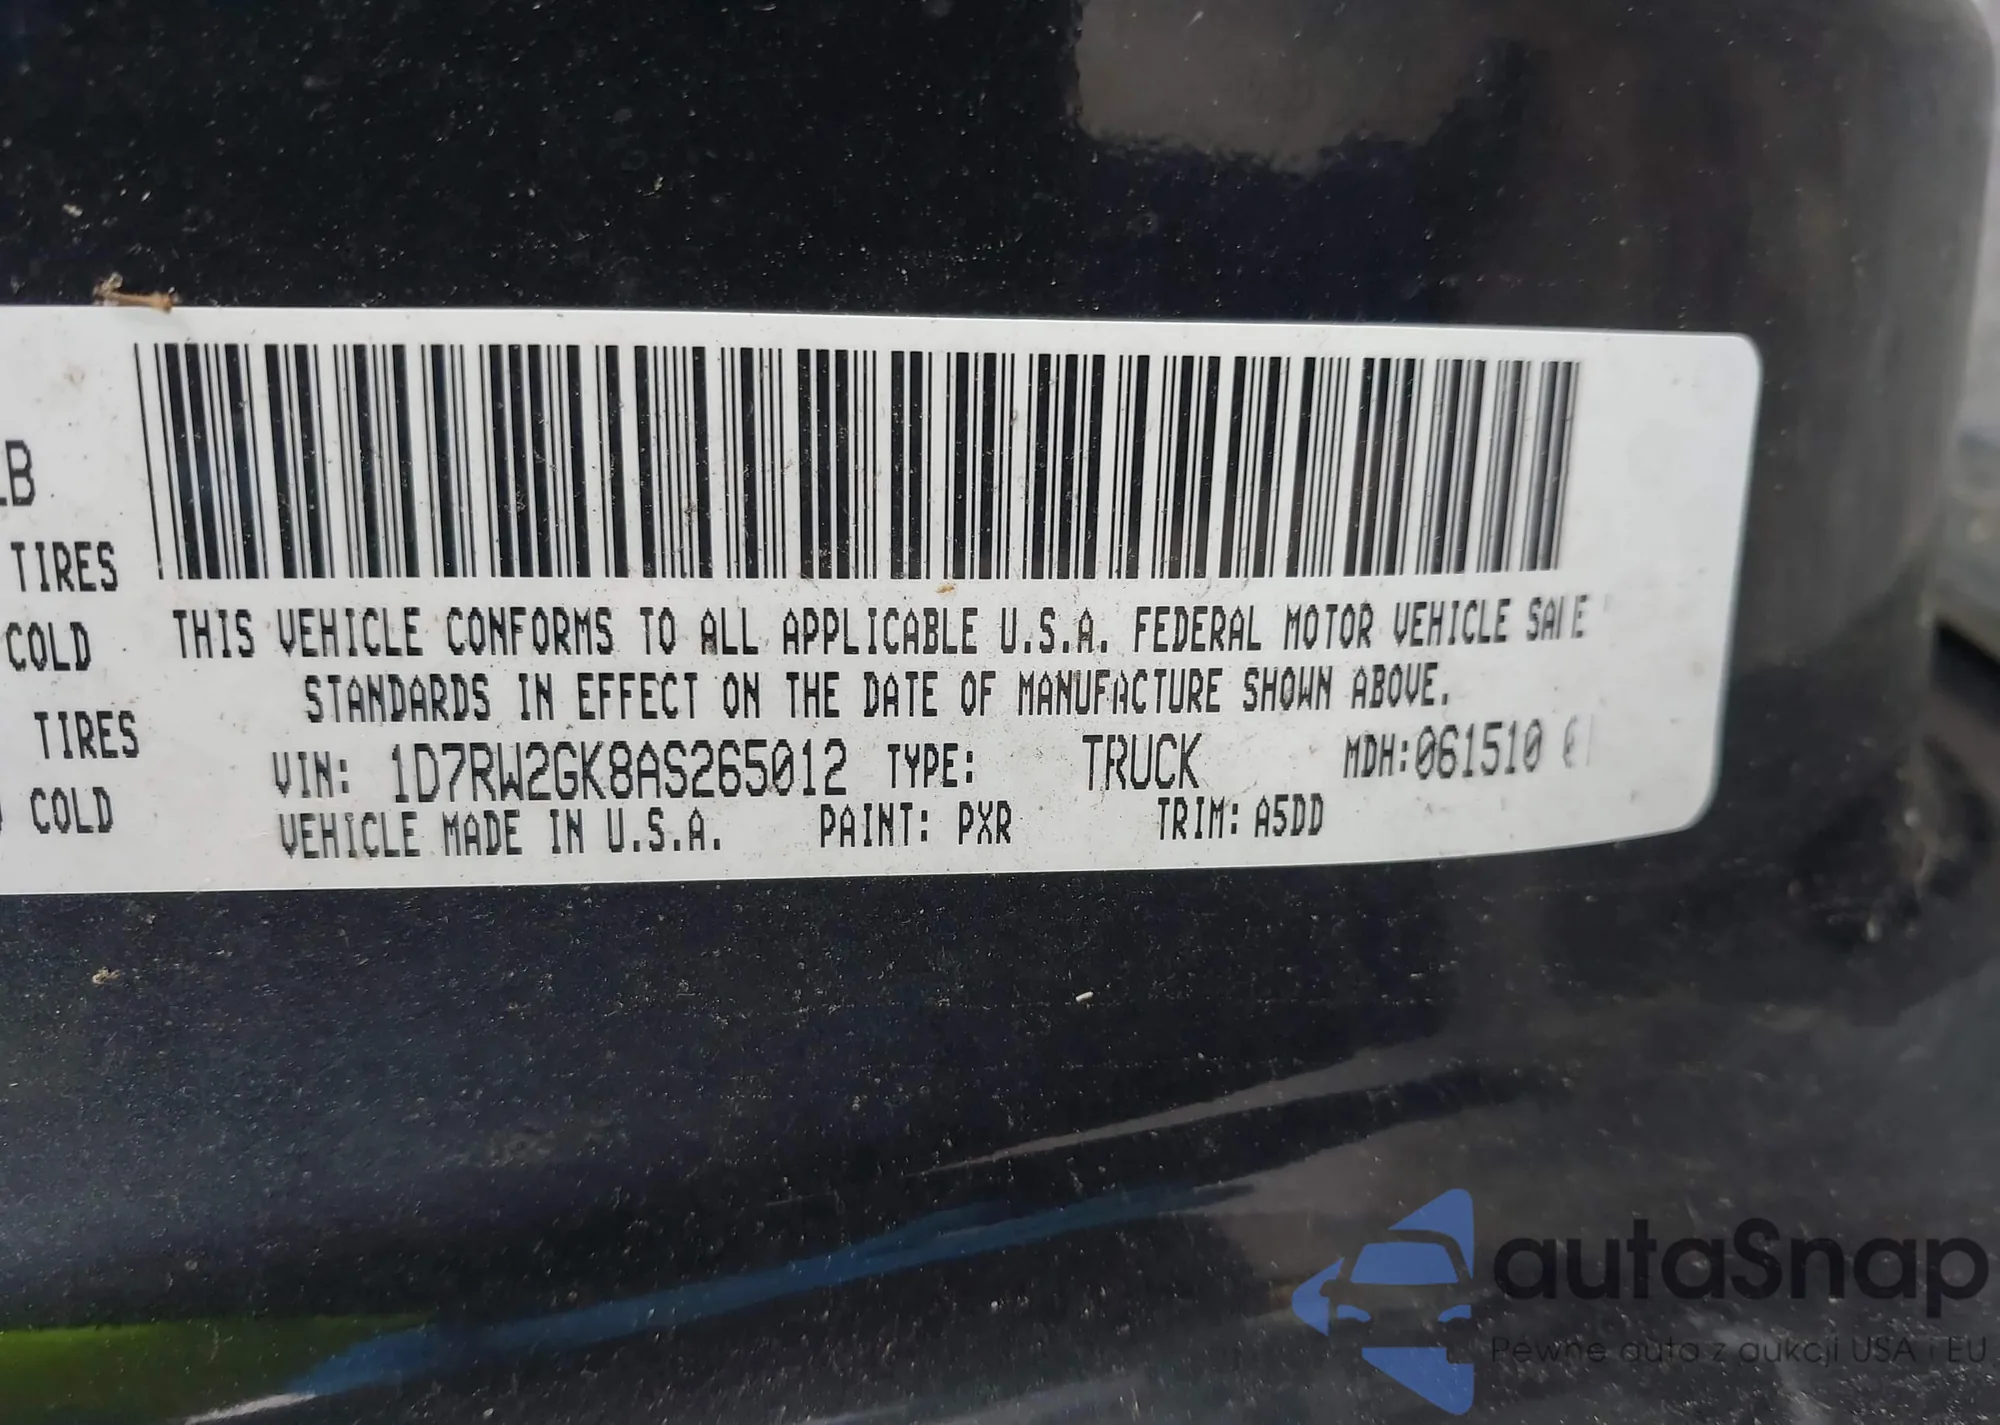 LB
TIRES
COLD
TIRES
COLD
THIS VEHICLE CONFORMS TO ALL APPLICABLE U.S.A. FEDERAL MOTOR VEHICLE
STANDARDS IN EFFECT ON THE DATE OF MANUFACTURE SHOWN ABOVE.
VIN: 1D7RW2GK8AS265012 TYPE: TRUCK MDH:061510
VEHICLE MADE IN U.S.A. PAINT: PXR TRIM: A5DD
autaSnap
Pewne auto z aukcji USA i EU